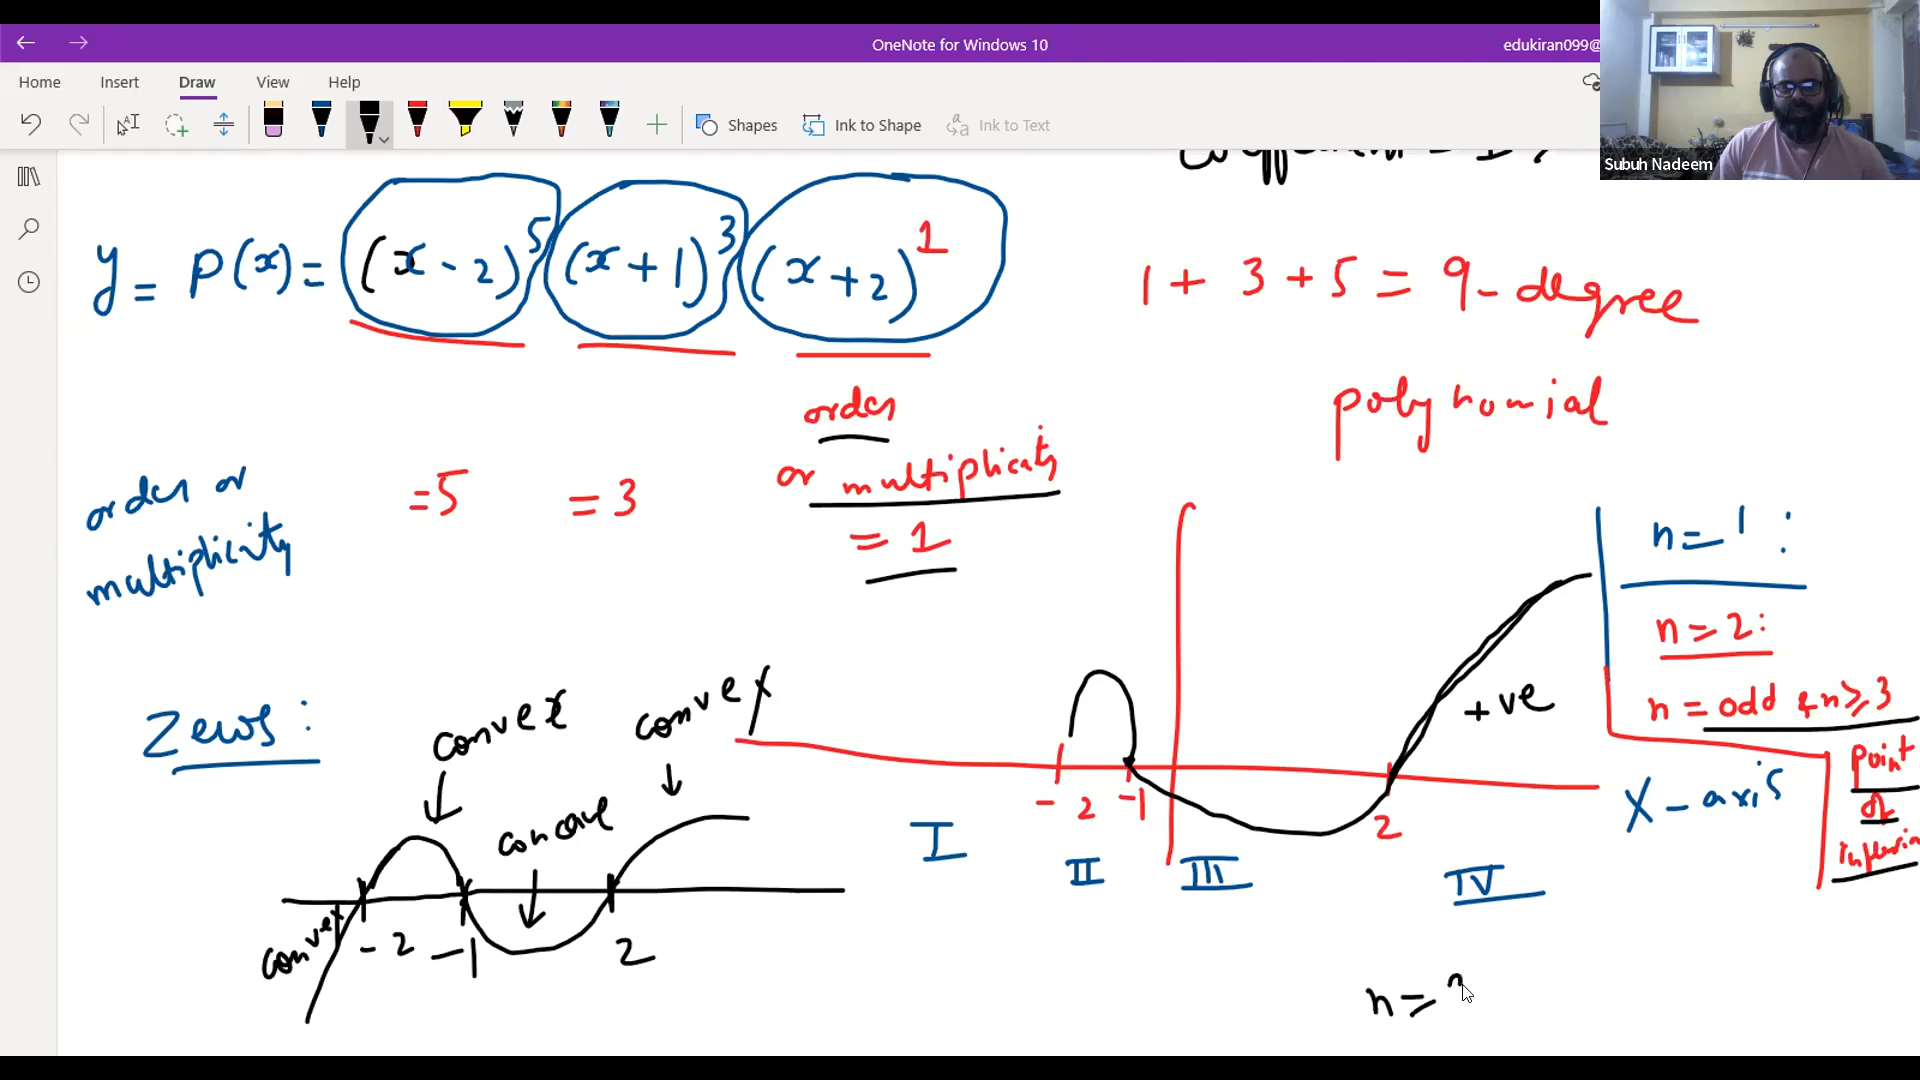 OneNote for Windows 10
edukiran099@
Home Insert Draw View Help
Shapes Ink to Shape Ink to Text
Subuh Nadeem
y = P(x) = (x - 2)^5 (x + 1)^3 (x + 2)^1
1 + 3 + 5 = 9 - degree
polynomial
order
or multiplicity
= 1
order or
multiplicity
= 5 = 3
n = 1 :
n = 2 :
n = odd & n ≥ 3
point
of
Zeros :
convex
convex
concave
convex
-2 -1 2
+ve
-2 -1 2
X - axis
I II III IV
n =